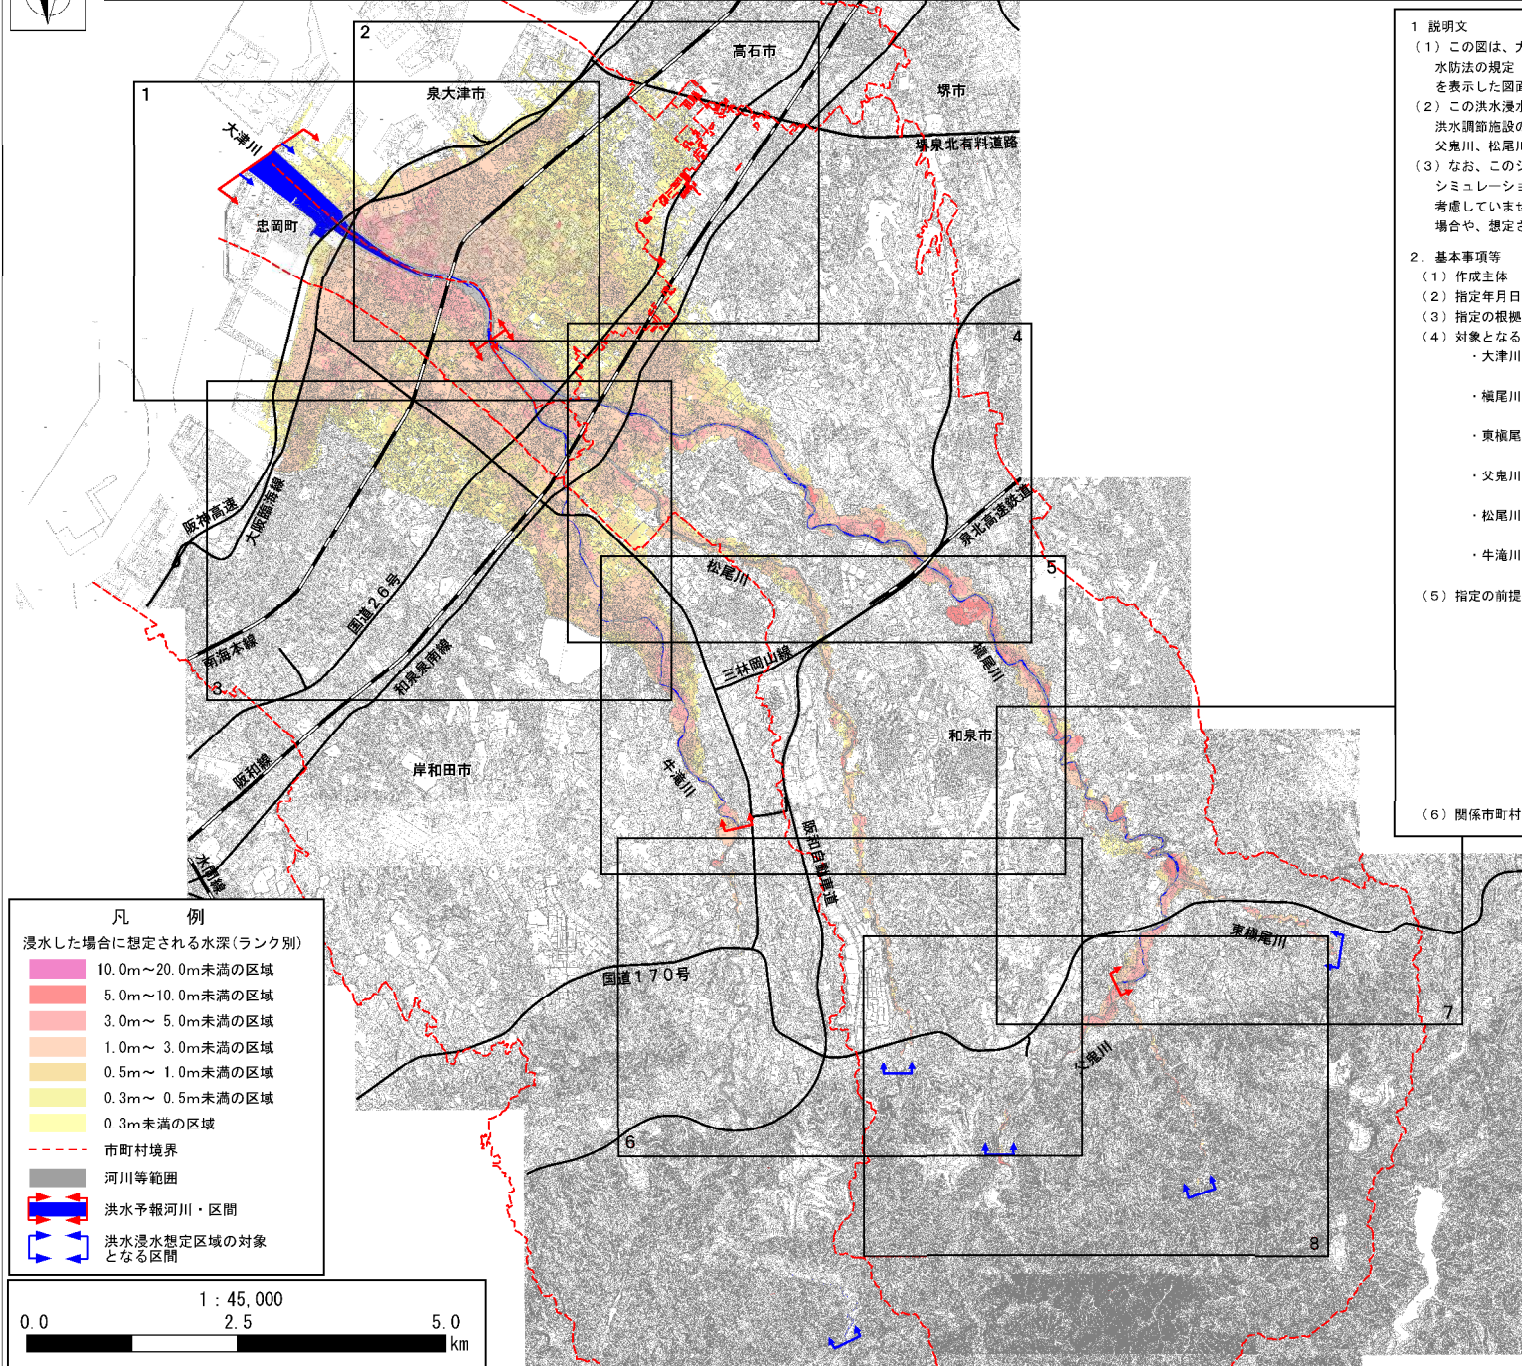 1
2
3
4
5
6
7
8
高石市
泉大津市
堺市
大津川
堺泉北有料道路
忠岡町
阪神高速
大阪臨海線
国道26号
南海本線
和泉泉南線
阪和線
水間線
岸和田市
松尾川
泉北高速鉄道
三林岡山線
槇尾川
和泉市
牛滝川
阪和自動車道
国道170号
東槇尾川
父鬼川
1 説明文
(1)この図は、大
水防法の規定
を表示した図面
(2)この洪水浸水
洪水調節施設の
父鬼川、松尾川
(3)なお、このシ
シミュレーショ
考慮していませ
場合や、想定さ
2. 基本事項等
(1)作成主体
(2)指定年月日
(3)指定の根拠
(4)対象となる
・大津川
・槇尾川
・東槇尾
・父鬼川
・松尾川
・牛滝川
(5)指定の前提
(6)関係市町村
凡 例
浸水した場合に想定される水深(ランク別)
10.0m～20.0m未満の区域
5.0m～10.0m未満の区域
3.0m～ 5.0m未満の区域
1.0m～ 3.0m未満の区域
0.5m～ 1.0m未満の区域
0.3m～ 0.5m未満の区域
0.3m未満の区域
市町村境界
河川等範囲
洪水予報河川・区間
洪水浸水想定区域の対象
となる区間
1：45,000
0.0 2.5 5.0
km